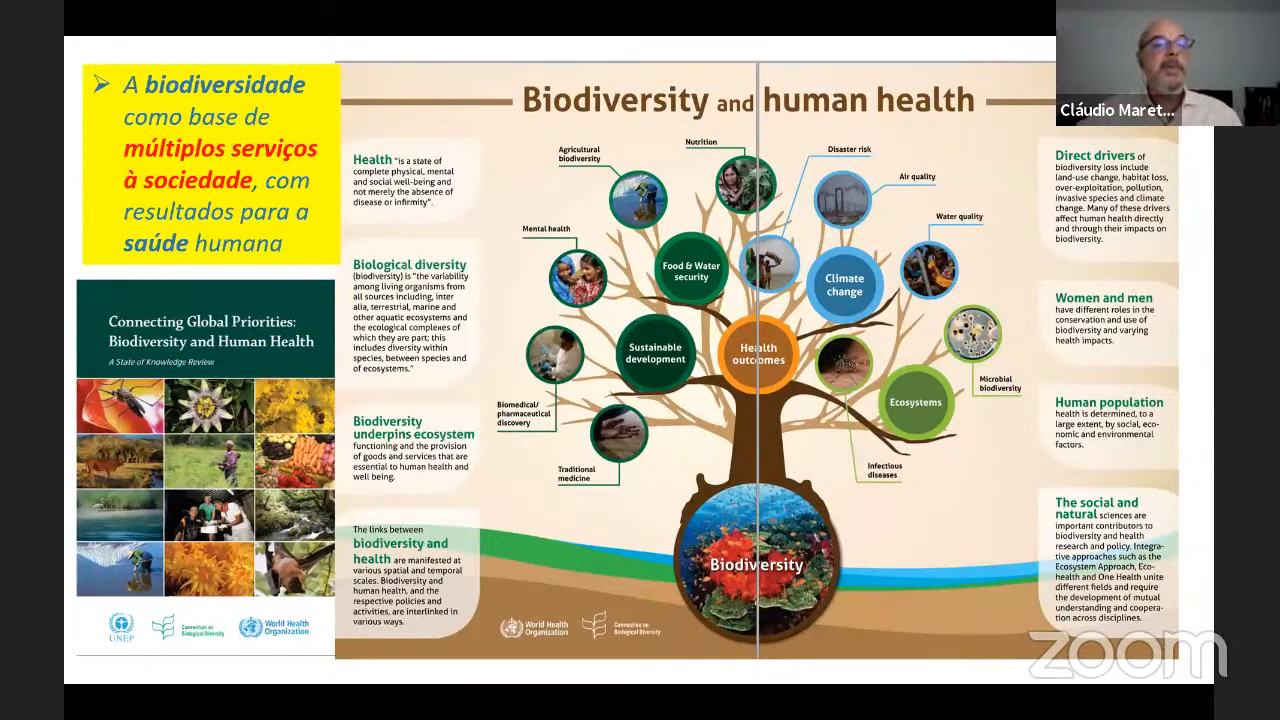 A biodiversidade
como base de
múltiplos serviços
à sociedade, com
resultados para a
saúde humana
Connecting Global Priorities:
Biodiversity and Human Health
A State of Knowledge Review
UNEP
Convention on
Biological Diversity
World Health
Organization
Biodiversity and human health
Health "is a state of
complete physical, mental
and social well-being and
not merely the absence of
disease or infirmity".
Biological diversity
(biodiversity) is "the variability
among living organisms from
all sources including, inter
alia, terrestrial, marine and
other aquatic ecosystems and
the ecological complexes of
which they are part; this
includes diversity within
species, between species and
of ecosystems."
Biodiversity
underpins ecosystem
functioning and the provision
of goods and services that are
essential to human health and
well being.
The links between
biodiversity and
health are manifested at
various spatial and temporal
scales. Biodiversity and
human health, and the
respective policies and
activities, are interlinked in
various ways.
Agricultural
biodiversity
Nutrition
Disaster risk
Air quality
Water quality
Mental health
Food & Water
security
Climate
change
Sustainable
development
Health
outcomes
Ecosystems
Microbial
biodiversity
Biomedical/
pharmaceutical
discovery
Traditional
medicine
Infectious
diseases
Biodiversity
World Health
Organization
Convention on
Biological Diversity
Direct drivers of
biodiversity loss include
land-use change, habitat loss,
over-exploitation, pollution,
invasive species and climate
change. Many of these drivers
affect human health directly
and through their impacts on
biodiversity.
Women and men
have different roles in the
conservation and use of
biodiversity and varying
health impacts.
Human population
health is determined, to a
large extent, by social, eco-
nomic and environmental
factors.
The social and
natural sciences are
important contributors to
biodiversity and health
research and policy. Integra-
tive approaches such as the
Ecosystem Approach, Eco-
health and One Health unite
different fields and require
the development of mutual
understanding and coopera-
tion across disciplines.
Cláudio Maret...
zoom